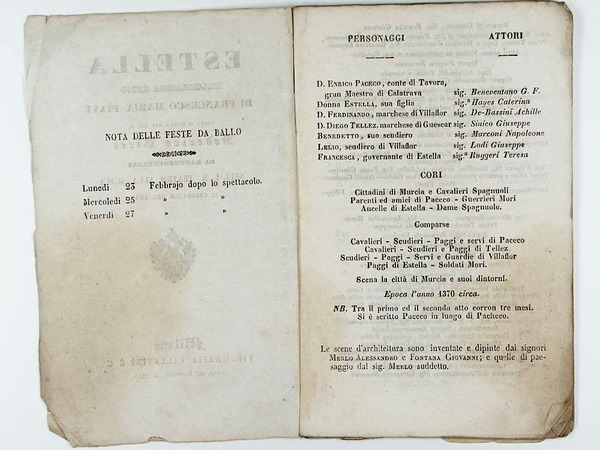 NOTA DELLE FESTE DA BALLO
Lunedì 23 Febbrajo dopo lo spettacolo.
Mercoledì 25 » »
Venerdì 27 » »
PERSONAGGI ATTORI
D. ENRICO PACECO, conte di Tavora,
gran Maestro di Calatrava sig. Benerentano G. F.
Donna ESTELLA, sua figlia sig.ª Hayes Caterina
D. FERDINANDO, marchese di Villaflor sig. De-Bassini Achille
D. DIEGO TELLEZ, marchese di Guescar sig. Sinico Giuseppe
BENEDETTO, suo scudiero sig. Marconi Napoleone
LELIO, scudiero di Villaflor sig. Lodi Giuseppe
FRANCESCA, governante di Estella sig.ª Ruggeri Teresa
CORI
Cittadini di Murcia e Cavalieri Spagnuoli
Parenti ed amici di Paceco – Guerrieri Mori
Ancelle di Estella – Dame Spagnuole.
Comparse
Cavalieri – Scudieri – Paggi e servi di Paceco
Cavalieri – Scudieri e Paggi di Tellez
Scudieri – Paggi – Servi e Guardie di Villaflor
Paggi di Estella – Soldati Mori.
Scena la città di Murcia e suoi dintorni.
Epoca l'anno 1370 circa.
NB. Tra il primo ed il secondo atto corron tre mesi.
Si è scritto Paceco in luogo di Pacheco.
Le scene d'architettura sono inventate e dipinte dai signori
MERLO ALESSANDRO e FONTANA GIOVANNI; e quelle di pae-
saggio dal sig. MERLO suddetto.